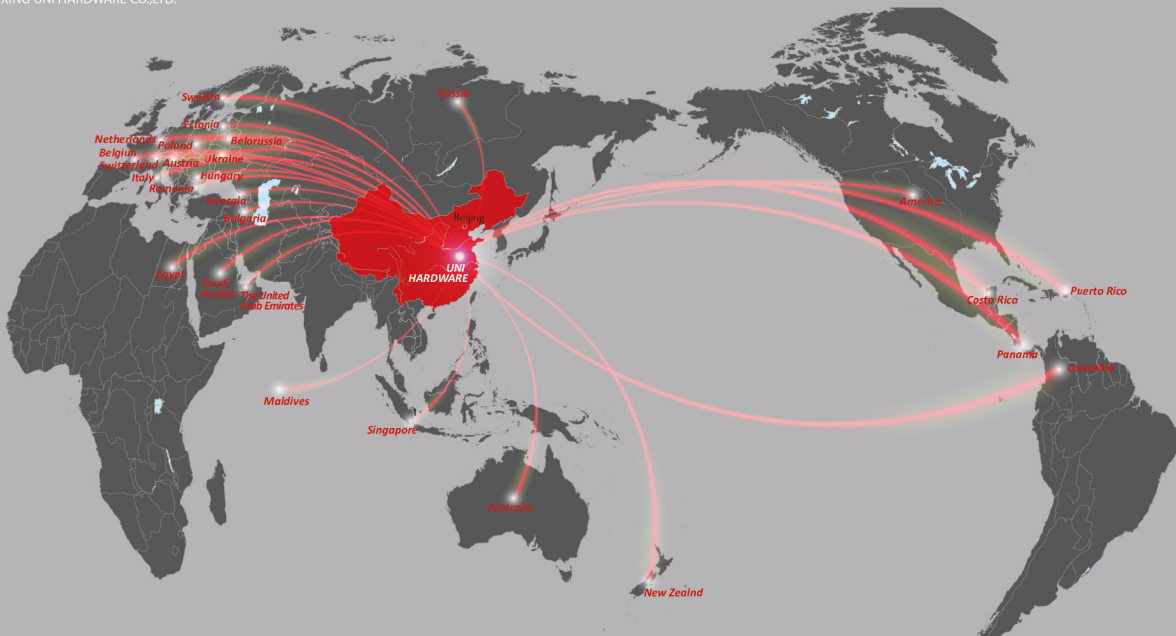 XING UNI HARDWARE CO.,LTD.
Sweden
Russia
Estonia
Netherlands
Poland
Belorussia
Belgiun
Ukraine
Switzerland
Austria
Italy
Hungary
Romania
Georgia
Bulgaria
Beijing
America
UNI
HARDWARE
Egypt
Saudi
Arabia
The United
Arab Emirates
Puerto Rico
Costa Rica
Panama
Colombia
Maldives
Singapore
Australia
New Zealnd